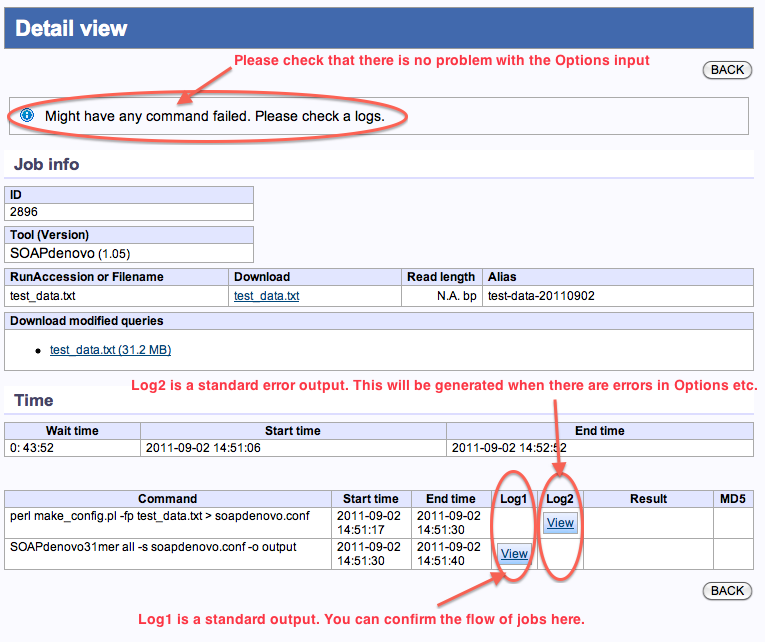 Detail view
Please check that there is no problem with the Options input
BACK
Might have any command failed. Please check a logs.
Job info
ID
2896
Tool (Version)
SOAPdenovo (1.05)
RunAccession or Filename Download Read length Alias
test_data.txt test_data.txt N.A. bp test-data-20110902
Download modified queries
test_data.txt (31.2 MB)
Log2 is a standard error output. This will be generated when there are errors in Options etc.
Time
Wait time Start time End time
0: 43:52 2011-09-02 14:51:06 2011-09-02 14:52:52
Command Start time End time Log1 Log2 Result MD5
perl make_config.pl -fp test_data.txt > soapdenovo.conf 2011-09-02 2011-09-02 View
14:51:17 14:51:30
SOAPdenovo31mer all -s soapdenovo.conf -o output 2011-09-02 2011-09-02 View
14:51:30 14:51:40
BACK
Log1 is a standard output. You can confirm the flow of jobs here.